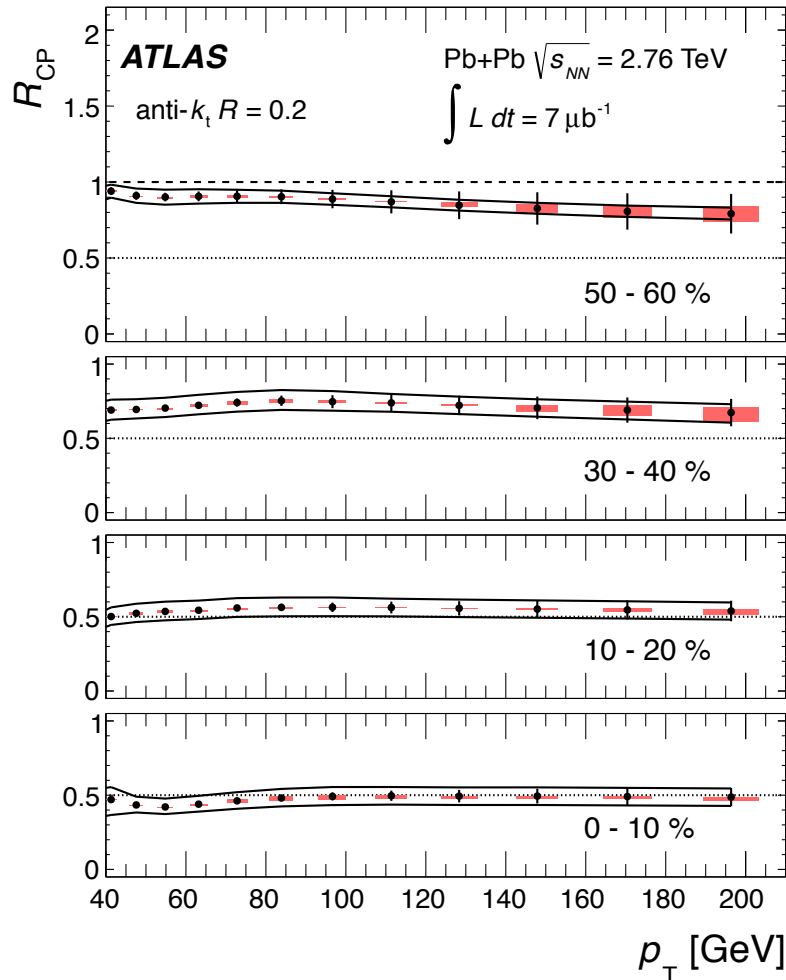 ATLAS
Pb+Pb √s_NN = 2.76 TeV
anti-k_t R = 0.2
∫ L dt = 7 μb⁻¹
R_CP
2
1.5
1
0.5
0
50 - 60 %
1
0.5
0
30 - 40 %
1
0.5
0
10 - 20 %
1
0.5
0
0 - 10 %
40 60 80 100 120 140 160 180 200
p_T [GeV]